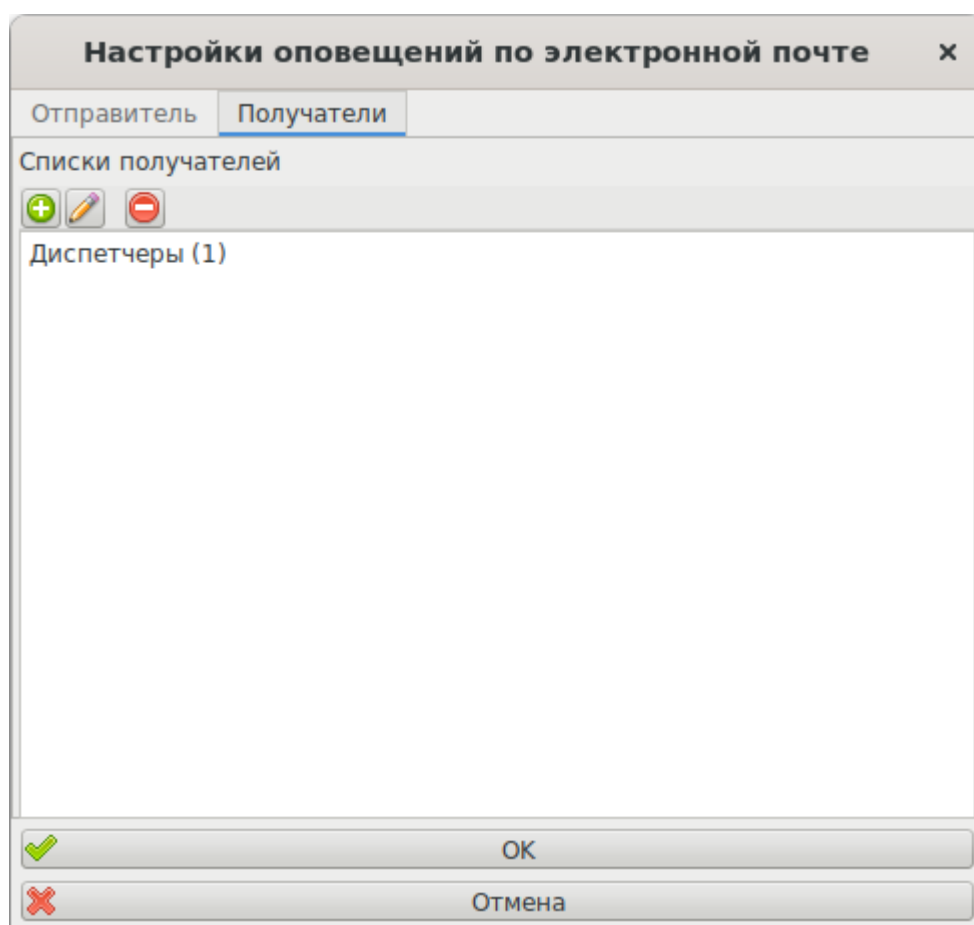 Настройки оповещений по электронной почте
Отправитель Получатели
Списки получателей
Диспетчеры (1)
OK
Отмена